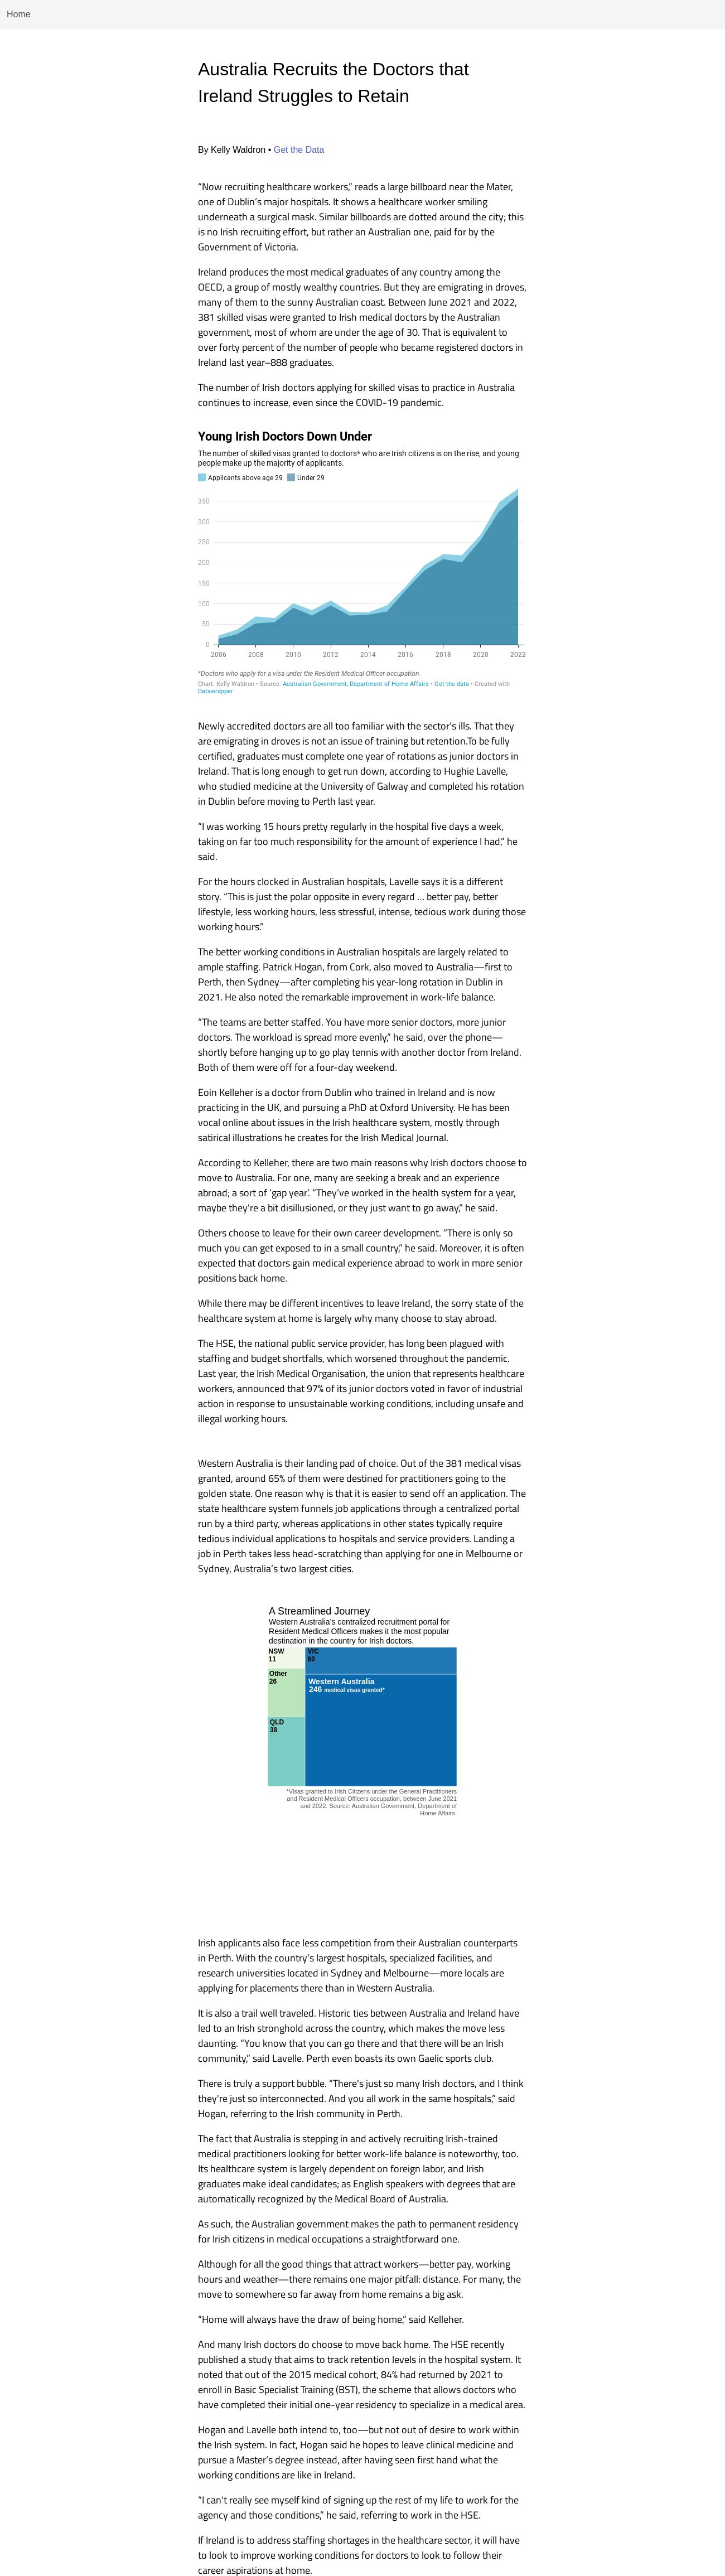 Home
Australia Recruits the Doctors that
Ireland Struggles to Retain
By Kelly Waldron • Get the Data
“Now recruiting healthcare workers,” reads a large billboard near the Mater,
one of Dublin’s major hospitals. It shows a healthcare worker smiling
underneath a surgical mask. Similar billboards are dotted around the city; this
is no Irish recruiting effort, but rather an Australian one, paid for by the
Government of Victoria.
Ireland produces the most medical graduates of any country among the
OECD, a group of mostly wealthy countries. But they are emigrating in droves,
many of them to the sunny Australian coast. Between June 2021 and 2022,
381 skilled visas were granted to Irish medical doctors by the Australian
government, most of whom are under the age of 30. That is equivalent to
over forty percent of the number of people who became registered doctors in
Ireland last year–888 graduates.
The number of Irish doctors applying for skilled visas to practice in Australia
continues to increase, even since the COVID-19 pandemic.
Young Irish Doctors Down Under
The number of skilled visas granted to doctors* who are Irish citizens is on the rise, and young
people make up the majority of applicants.
Applicants above age 29 Under 29
350
300
250
200
150
100
50
0
2006 2008 2010 2012 2014 2016 2018 2020 2022
*Doctors who apply for a visa under the Resident Medical Officer occupation.
Chart: Kelly Waldron • Source: Australian Government, Department of Home Affairs • Get the data • Created with
Datawrapper
Newly accredited doctors are all too familiar with the sector’s ills. That they
are emigrating in droves is not an issue of training but retention.To be fully
certified, graduates must complete one year of rotations as junior doctors in
Ireland. That is long enough to get run down, according to Hughie Lavelle,
who studied medicine at the University of Galway and completed his rotation
in Dublin before moving to Perth last year.
“I was working 15 hours pretty regularly in the hospital five days a week,
taking on far too much responsibility for the amount of experience I had,” he
said.
For the hours clocked in Australian hospitals, Lavelle says it is a different
story. “This is just the polar opposite in every regard … better pay, better
lifestyle, less working hours, less stressful, intense, tedious work during those
working hours.”
The better working conditions in Australian hospitals are largely related to
ample staffing. Patrick Hogan, from Cork, also moved to Australia—first to
Perth, then Sydney—after completing his year-long rotation in Dublin in
2021. He also noted the remarkable improvement in work-life balance.
“The teams are better staffed. You have more senior doctors, more junior
doctors. The workload is spread more evenly,” he said, over the phone—
shortly before hanging up to go play tennis with another doctor from Ireland.
Both of them were off for a four-day weekend.
Eoin Kelleher is a doctor from Dublin who trained in Ireland and is now
practicing in the UK, and pursuing a PhD at Oxford University. He has been
vocal online about issues in the Irish healthcare system, mostly through
satirical illustrations he creates for the Irish Medical Journal.
According to Kelleher, there are two main reasons why Irish doctors choose to
move to Australia. For one, many are seeking a break and an experience
abroad; a sort of ‘gap year’. “They’ve worked in the health system for a year,
maybe they're a bit disillusioned, or they just want to go away,” he said.
Others choose to leave for their own career development. “There is only so
much you can get exposed to in a small country,” he said. Moreover, it is often
expected that doctors gain medical experience abroad to work in more senior
positions back home.
While there may be different incentives to leave Ireland, the sorry state of the
healthcare system at home is largely why many choose to stay abroad.
The HSE, the national public service provider, has long been plagued with
staffing and budget shortfalls, which worsened throughout the pandemic.
Last year, the Irish Medical Organisation, the union that represents healthcare
workers, announced that 97% of its junior doctors voted in favor of industrial
action in response to unsustainable working conditions, including unsafe and
illegal working hours.
Western Australia is their landing pad of choice. Out of the 381 medical visas
granted, around 65% of them were destined for practitioners going to the
golden state. One reason why is that it is easier to send off an application. The
state healthcare system funnels job applications through a centralized portal
run by a third party, whereas applications in other states typically require
tedious individual applications to hospitals and service providers. Landing a
job in Perth takes less head-scratching than applying for one in Melbourne or
Sydney, Australia’s two largest cities.
A Streamlined Journey
Western Australia's centralized recruitment portal for
Resident Medical Officers makes it the most popular
destination in the country for Irish doctors.
NSW
11
VIC
60
Other
26
Western Australia
246 medical visas granted*
QLD
38
*Visas granted to Irish Citizens under the General Practitioners
and Resident Medical Officers occupation, between June 2021
and 2022. Source: Australian Government, Department of
Home Affairs.
Irish applicants also face less competition from their Australian counterparts
in Perth. With the country’s largest hospitals, specialized facilities, and
research universities located in Sydney and Melbourne—more locals are
applying for placements there than in Western Australia.
It is also a trail well traveled. Historic ties between Australia and Ireland have
led to an Irish stronghold across the country, which makes the move less
daunting. “You know that you can go there and that there will be an Irish
community,” said Lavelle. Perth even boasts its own Gaelic sports club.
There is truly a support bubble. “There's just so many Irish doctors, and I think
they're just so interconnected. And you all work in the same hospitals,” said
Hogan, referring to the Irish community in Perth.
The fact that Australia is stepping in and actively recruiting Irish-trained
medical practitioners looking for better work-life balance is noteworthy, too.
Its healthcare system is largely dependent on foreign labor, and Irish
graduates make ideal candidates; as English speakers with degrees that are
automatically recognized by the Medical Board of Australia.
As such, the Australian government makes the path to permanent residency
for Irish citizens in medical occupations a straightforward one.
Although for all the good things that attract workers—better pay, working
hours and weather—there remains one major pitfall: distance. For many, the
move to somewhere so far away from home remains a big ask.
“Home will always have the draw of being home,” said Kelleher.
And many Irish doctors do choose to move back home. The HSE recently
published a study that aims to track retention levels in the hospital system. It
noted that out of the 2015 medical cohort, 84% had returned by 2021 to
enroll in Basic Specialist Training (BST), the scheme that allows doctors who
have completed their initial one-year residency to specialize in a medical area.
Hogan and Lavelle both intend to, too—but not out of desire to work within
the Irish system. In fact, Hogan said he hopes to leave clinical medicine and
pursue a Master’s degree instead, after having seen first hand what the
working conditions are like in Ireland.
“I can't really see myself kind of signing up the rest of my life to work for the
agency and those conditions,” he said, referring to work in the HSE.
If Ireland is to address staffing shortages in the healthcare sector, it will have
to look to improve working conditions for doctors to look to follow their
career aspirations at home.